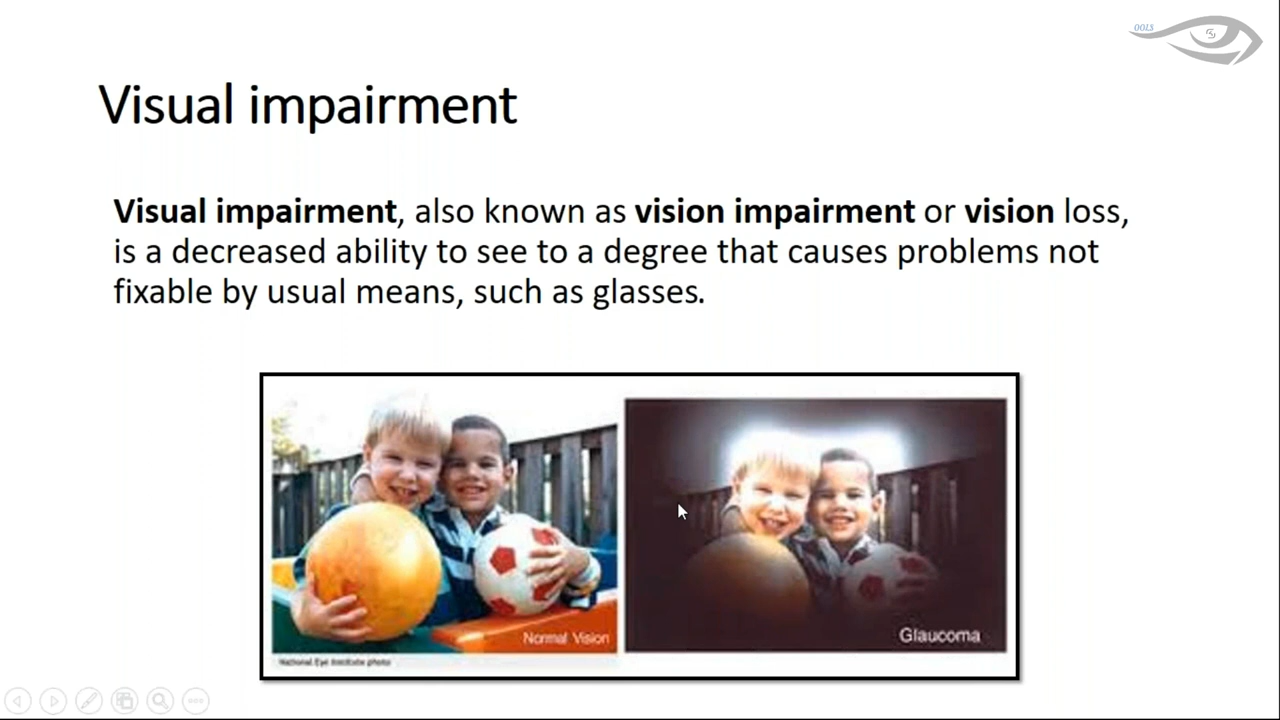 OOLS
Visual impairment
Visual impairment, also known as vision impairment or vision loss,
is a decreased ability to see to a degree that causes problems not
fixable by usual means, such as glasses.
Normal Vision
Glaucoma
National Eye Institute photo